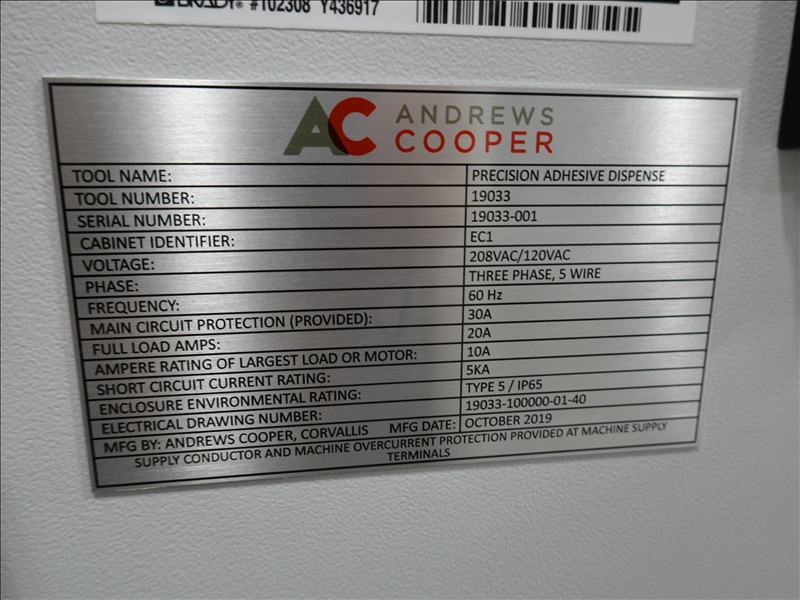 BRADY® #102308 Y436917
AC ANDREWS
COOPER
TOOL NAME: PRECISION ADHESIVE DISPENSE
TOOL NUMBER: 19033
SERIAL NUMBER: 19033-001
CABINET IDENTIFIER: EC1
VOLTAGE: 208VAC/120VAC
PHASE: THREE PHASE, 5 WIRE
FREQUENCY: 60 Hz
MAIN CIRCUIT PROTECTION (PROVIDED): 30A
FULL LOAD AMPS: 20A
AMPERE RATING OF LARGEST LOAD OR MOTOR: 10A
SHORT CIRCUIT CURRENT RATING: 5KA
ENCLOSURE ENVIRONMENTAL RATING: TYPE 5 / IP65
ELECTRICAL DRAWING NUMBER: 19033-100000-01-40
MFG BY: ANDREWS COOPER, CORVALLIS MFG DATE: OCTOBER 2019
SUPPLY CONDUCTOR AND MACHINE OVERCURRENT PROTECTION PROVIDED AT MACHINE SUPPLY
TERMINALS